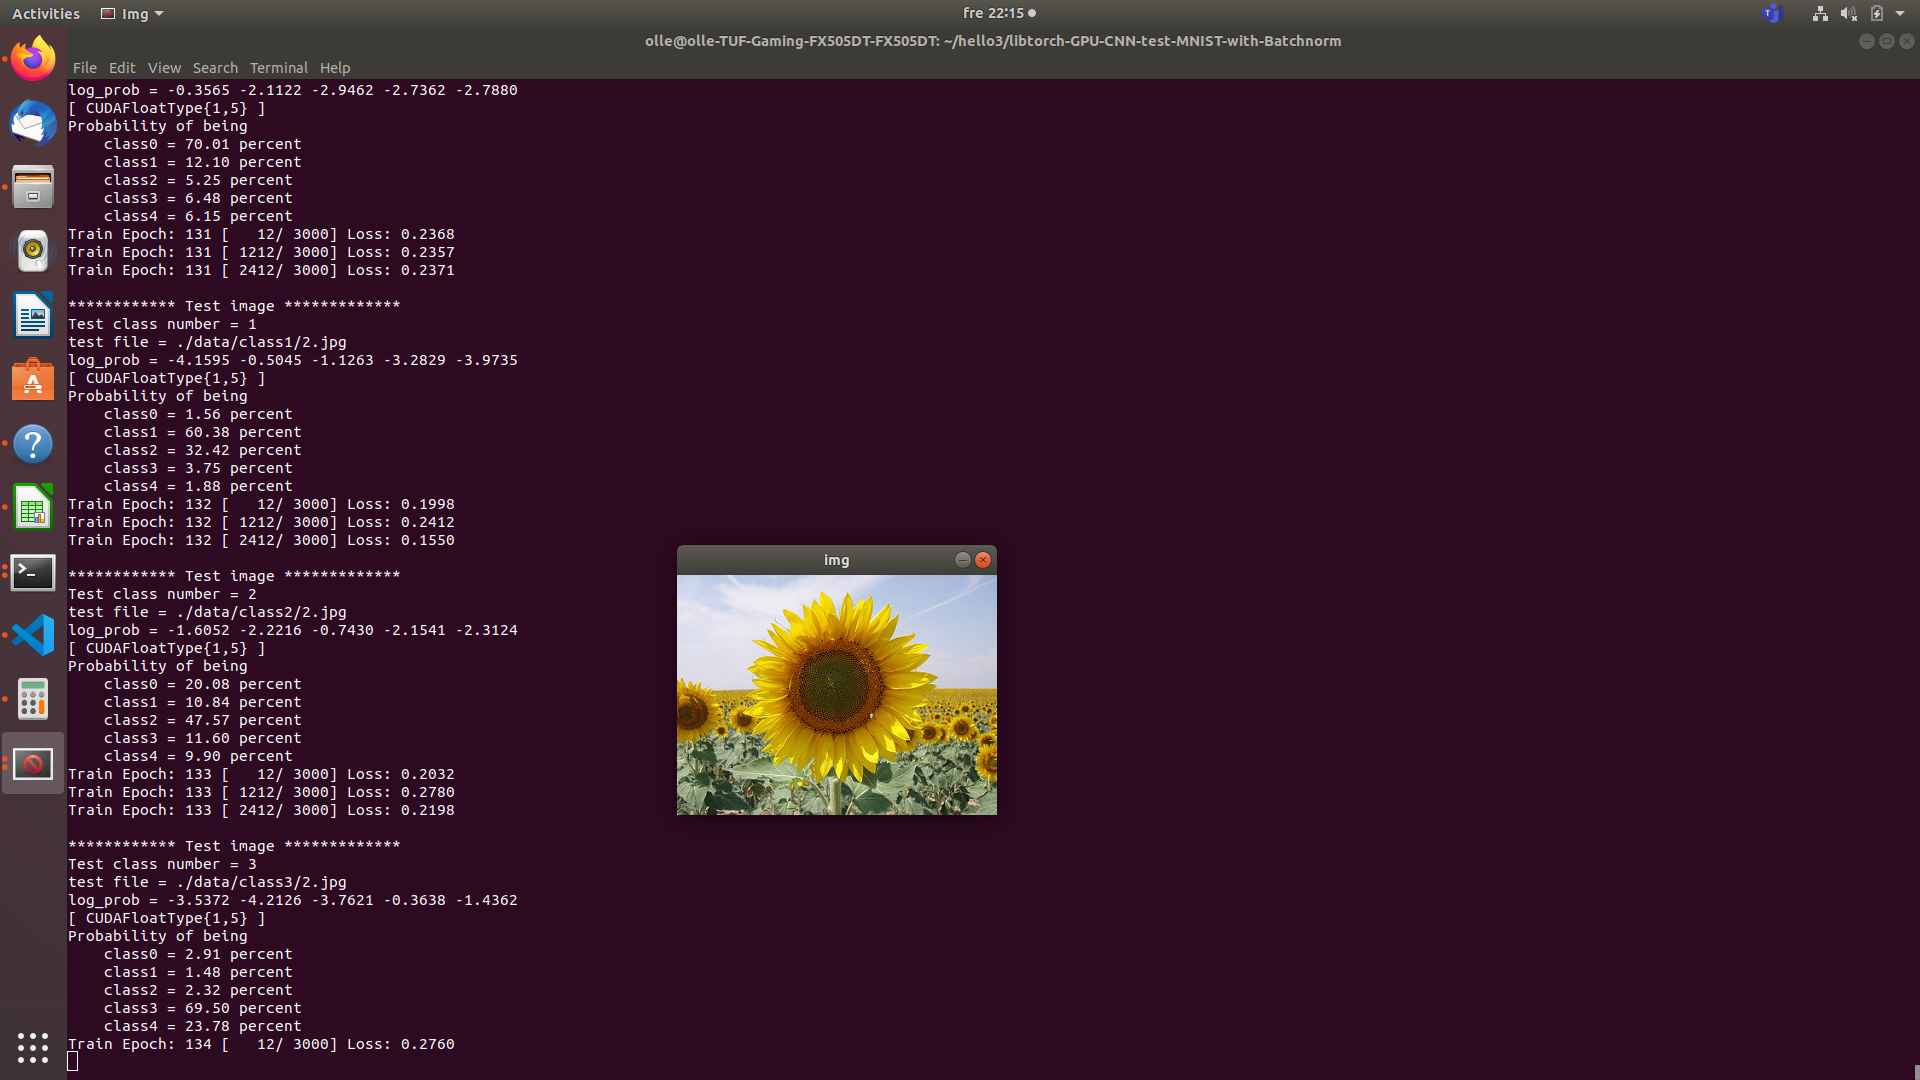 Activities Img fre 22:15
olle@olle-TUF-Gaming-FX505DT-FX505DT: ~/hello3/libtorch-GPU-CNN-test-MNIST-with-Batchnorm
File Edit View Search Terminal Help
log_prob = -0.3565 -2.1122 -2.9462 -2.7362 -2.7880
[ CUDAFloatType{1,5} ]
Probability of being
    class0 = 70.01 percent
    class1 = 12.10 percent
    class2 = 5.25 percent
    class3 = 6.48 percent
    class4 = 6.15 percent
Train Epoch: 131 [   12/ 3000] Loss: 0.2368
Train Epoch: 131 [ 1212/ 3000] Loss: 0.2357
Train Epoch: 131 [ 2412/ 3000] Loss: 0.2371
************ Test image *************
Test class number = 1
test file = ./data/class1/2.jpg
log_prob = -4.1595 -0.5045 -1.1263 -3.2829 -3.9735
[ CUDAFloatType{1,5} ]
Probability of being
    class0 = 1.56 percent
    class1 = 60.38 percent
    class2 = 32.42 percent
    class3 = 3.75 percent
    class4 = 1.88 percent
Train Epoch: 132 [   12/ 3000] Loss: 0.1998
Train Epoch: 132 [ 1212/ 3000] Loss: 0.2412
Train Epoch: 132 [ 2412/ 3000] Loss: 0.1550
************ Test image *************
Test class number = 2
test file = ./data/class2/2.jpg
log_prob = -1.6052 -2.2216 -0.7430 -2.1541 -2.3124
[ CUDAFloatType{1,5} ]
Probability of being
    class0 = 20.08 percent
    class1 = 10.84 percent
    class2 = 47.57 percent
    class3 = 11.60 percent
    class4 = 9.90 percent
Train Epoch: 133 [   12/ 3000] Loss: 0.2032
Train Epoch: 133 [ 1212/ 3000] Loss: 0.2780
Train Epoch: 133 [ 2412/ 3000] Loss: 0.2198
************ Test image *************
Test class number = 3
test file = ./data/class3/2.jpg
log_prob = -3.5372 -4.2126 -3.7621 -0.3638 -1.4362
[ CUDAFloatType{1,5} ]
Probability of being
    class0 = 2.91 percent
    class1 = 1.48 percent
    class2 = 2.32 percent
    class3 = 69.50 percent
    class4 = 23.78 percent
Train Epoch: 134 [   12/ 3000] Loss: 0.2760
img